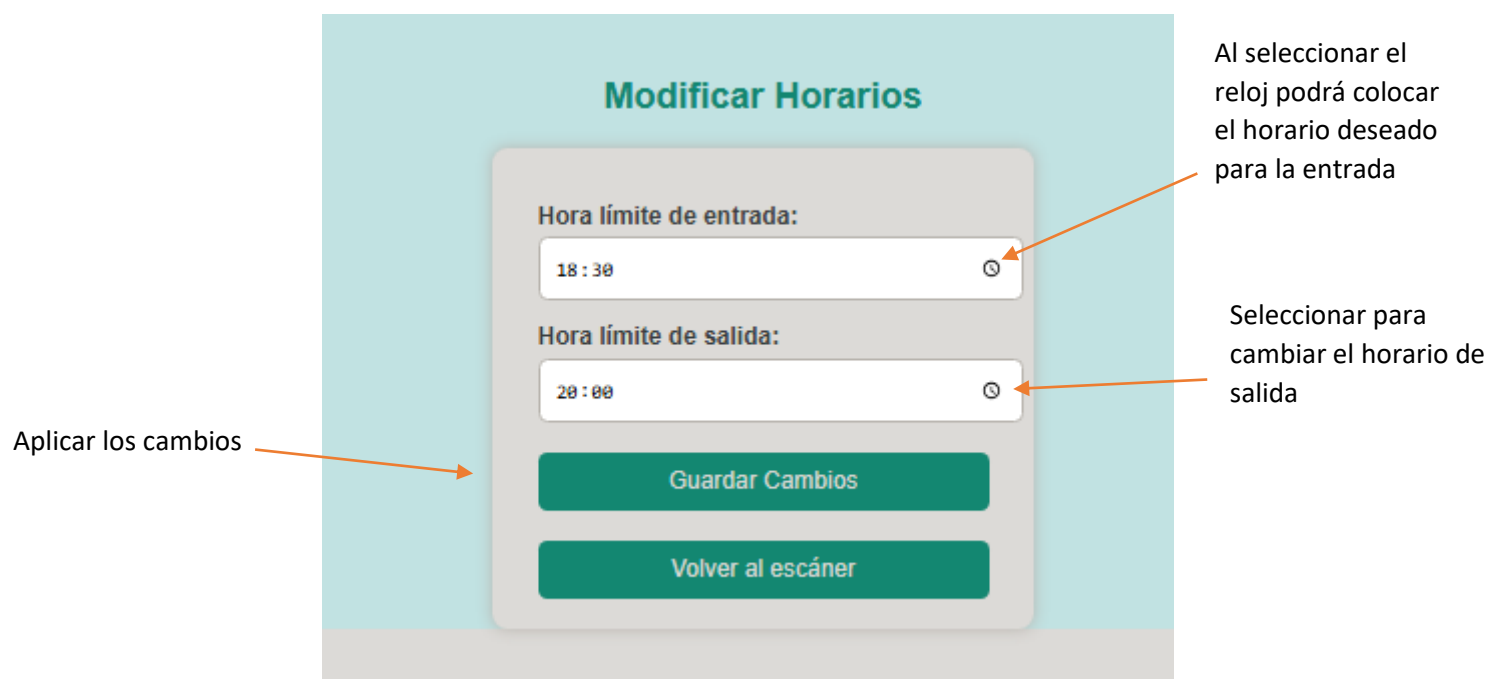 Modificar Horarios
Hora límite de entrada:
18:30
Hora límite de salida:
20:00
Guardar Cambios
Volver al escáner
Al seleccionar el
reloj podrá colocar
el horario deseado
para la entrada
Seleccionar para
cambiar el horario de
salida
Aplicar los cambios